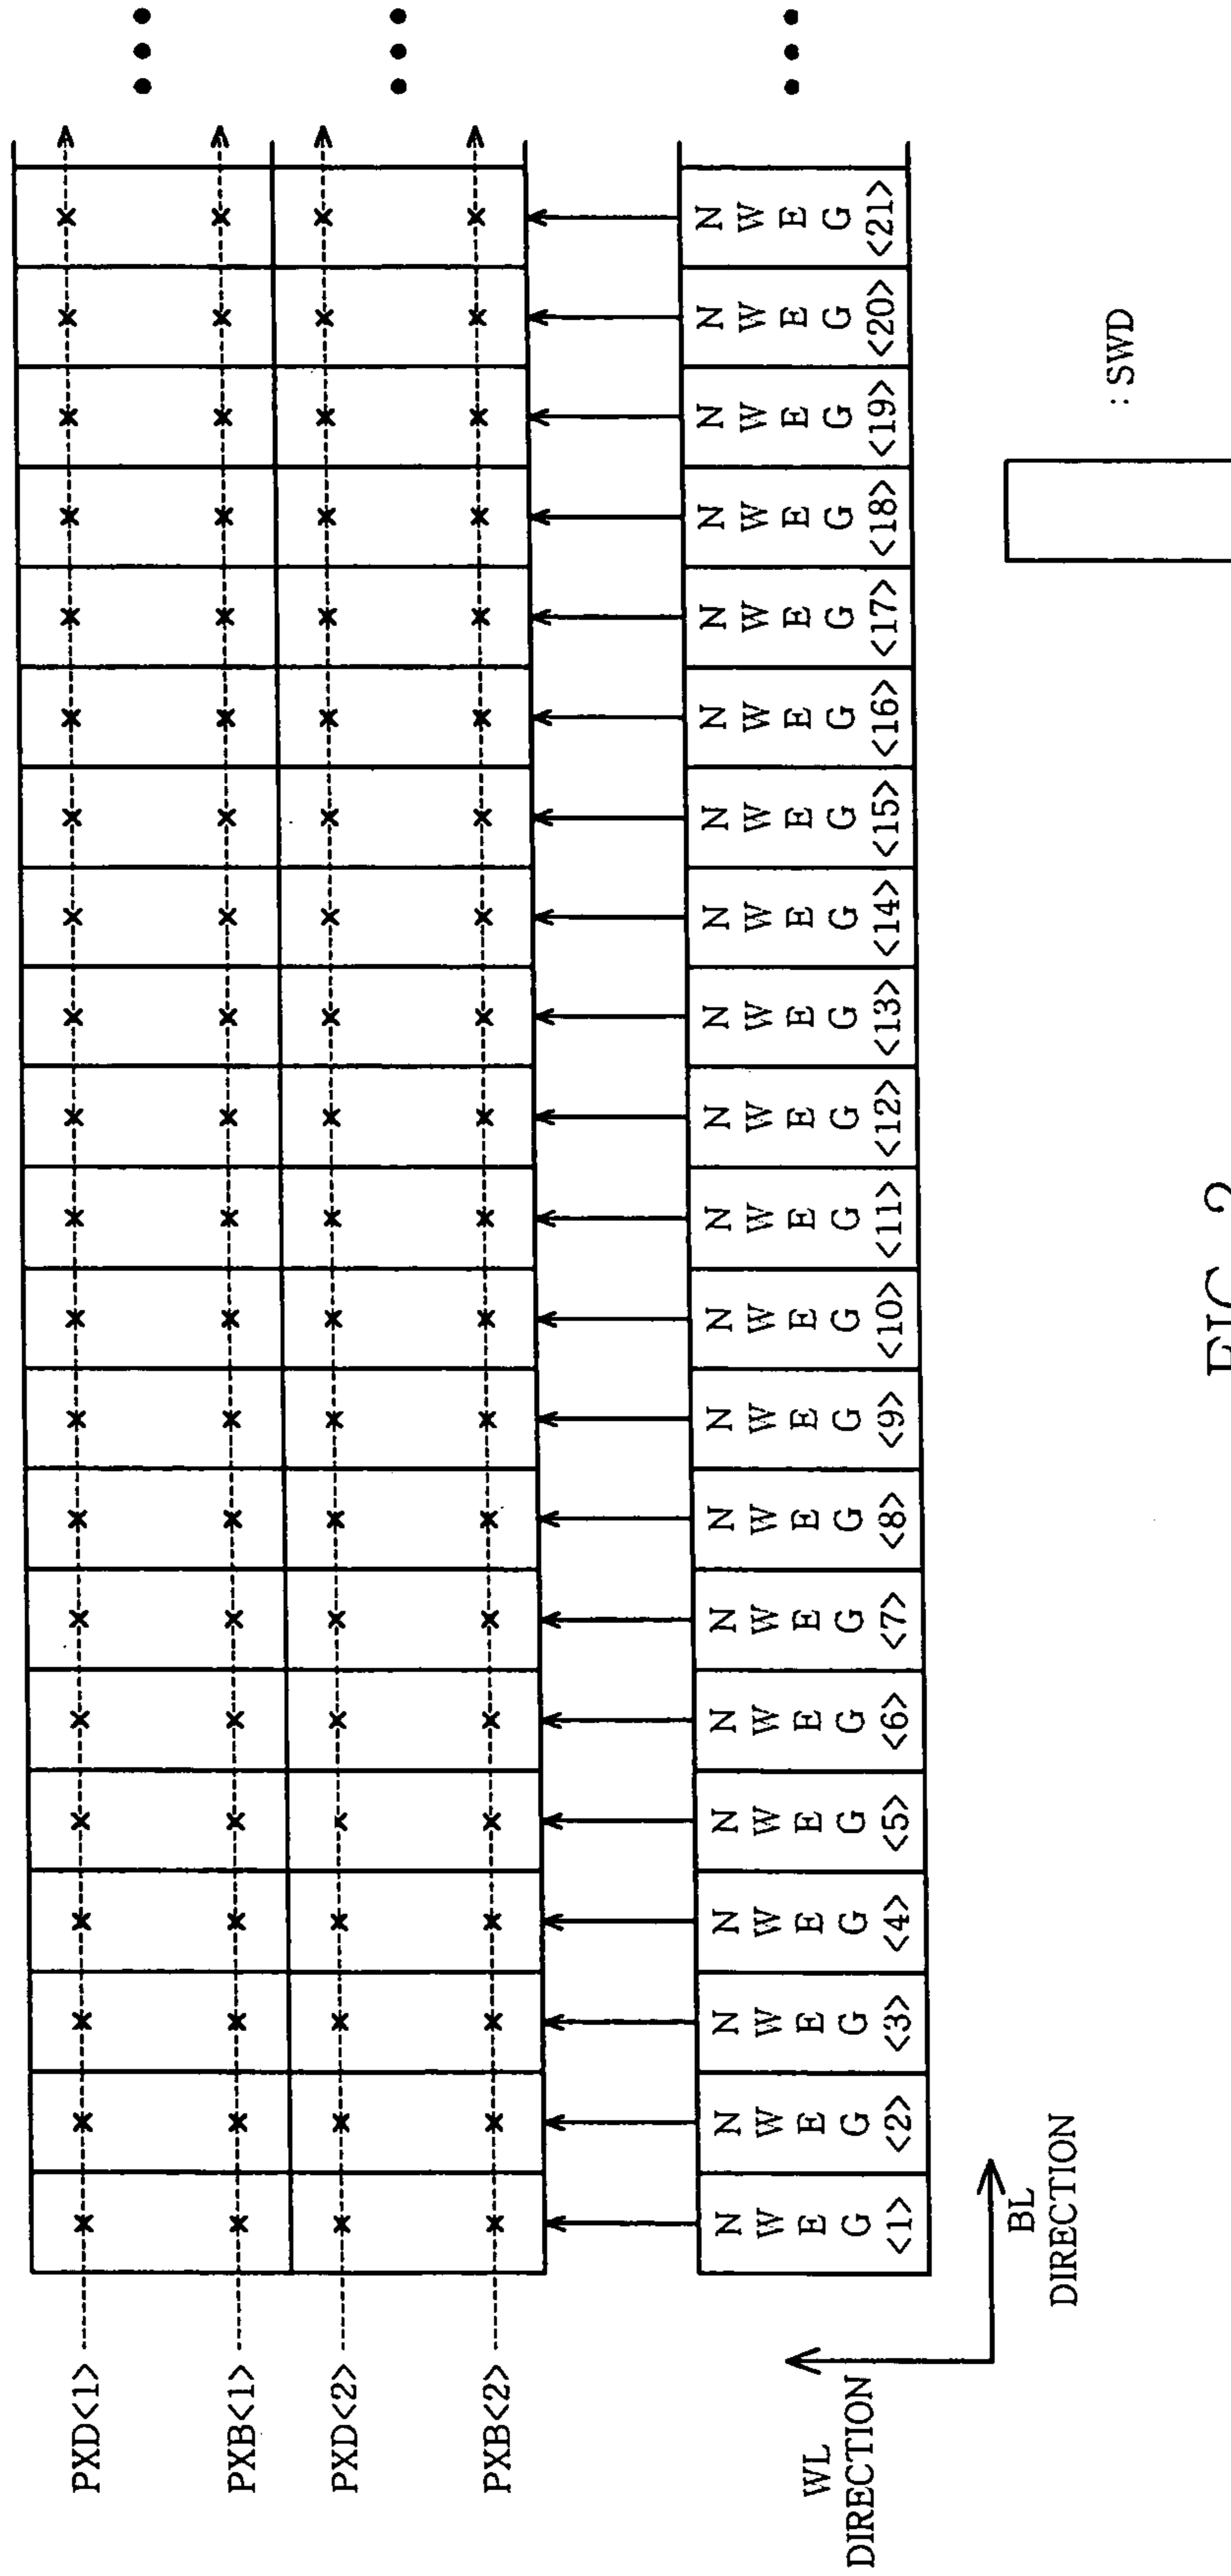 PXD<1>
PXB<1>
PXD<2>
PXB<2>
NWEG <1>
NWEG <2>
NWEG <3>
NWEG <4>
NWEG <5>
NWEG <6>
NWEG <7>
NWEG <8>
NWEG <9>
NWEG <10>
NWEG <11>
NWEG <12>
NWEG <13>
NWEG <14>
NWEG <15>
NWEG <16>
NWEG <17>
NWEG <18>
NWEG <19>
NWEG <20>
NWEG <21>
WL
DIRECTION
BL
DIRECTION
:SWD
FIG